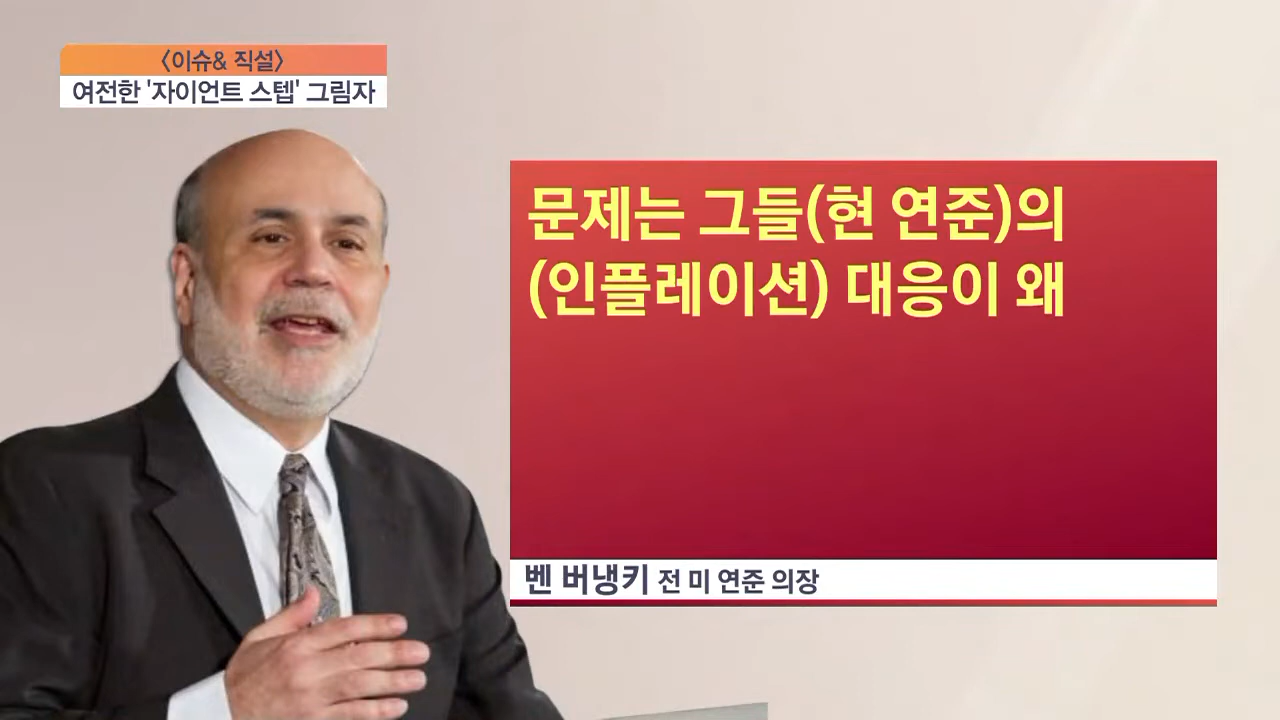 〈이슈& 직설〉
여전한 '자이언트 스텝' 그림자
문제는 그들(현 연준)의
(인플레이션) 대응이 왜
벤 버냉키 전 미 연준 의장